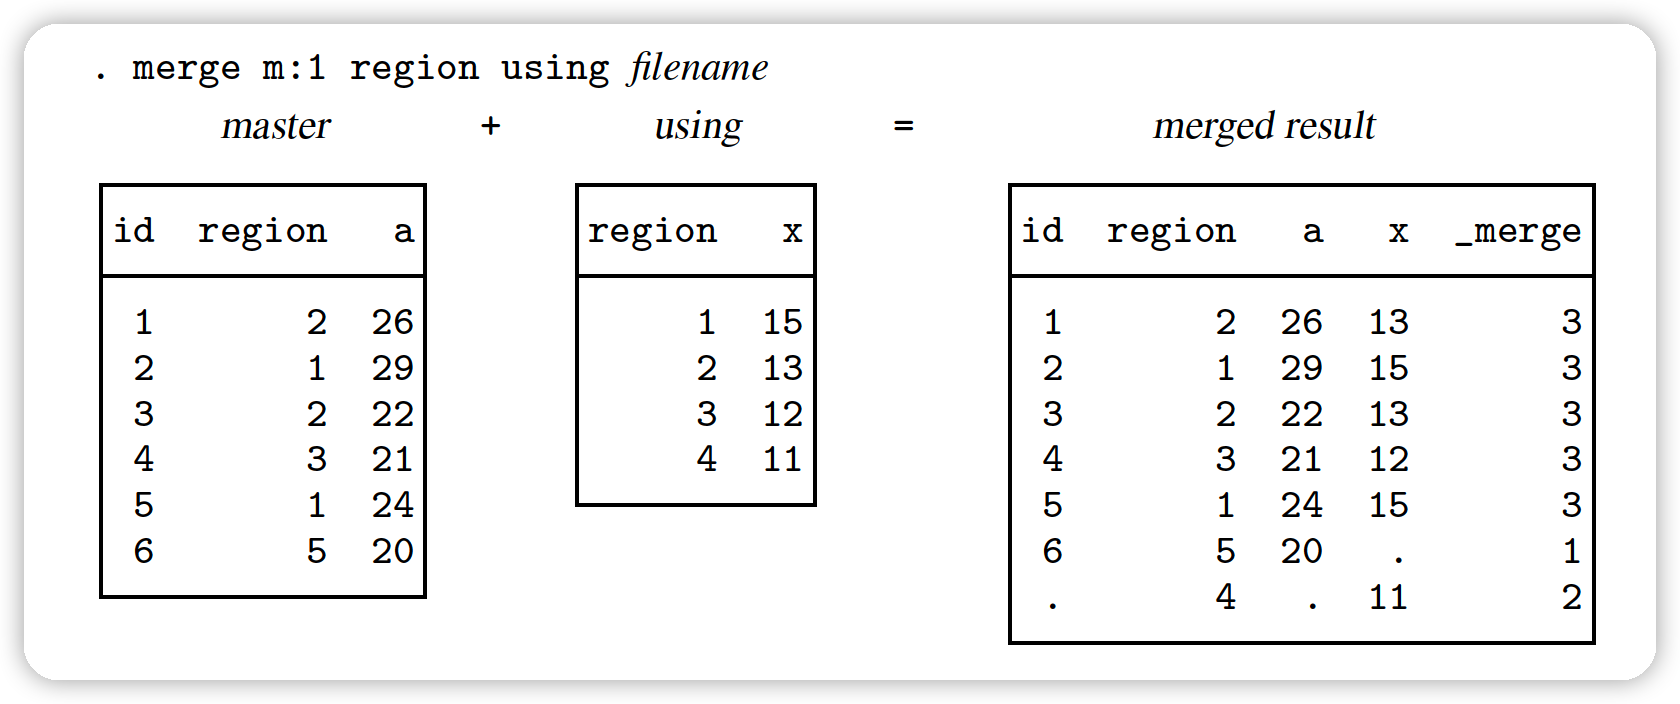 . merge m:1 region using filename
master + using = merged result
id region a region x id region a x _merge
1 2 26 1 15 1 2 26 13 3
2 1 29 2 13 2 1 29 15 3
3 2 22 3 12 3 2 22 13 3
4 3 21 4 11 4 3 21 12 3
5 1 24 5 1 24 15 3
6 5 20 6 5 20 . 1
. 4 . 11 2